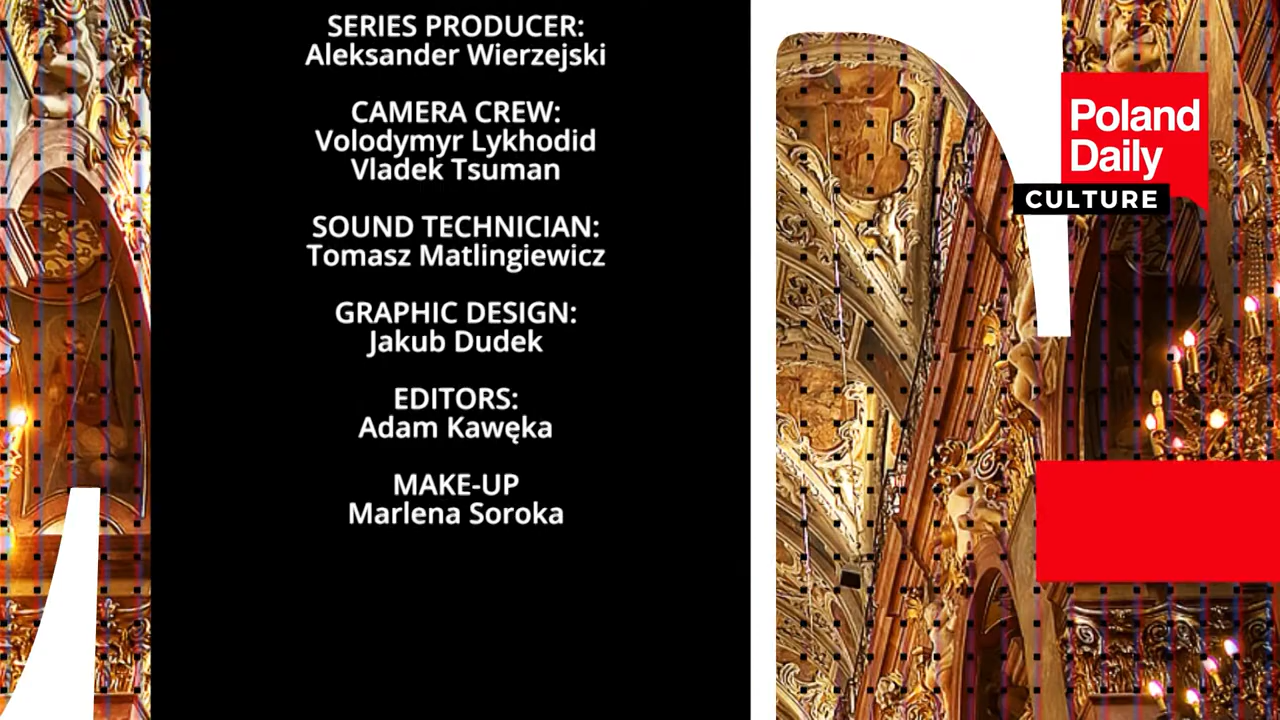 SERIES PRODUCER:
Aleksander Wierzejski
CAMERA CREW:
Volodymyr Lykhodid
Vladek Tsuman
SOUND TECHNICIAN:
Tomasz Matlingiewicz
GRAPHIC DESIGN:
Jakub Dudek
EDITORS:
Adam Kawęka
MAKE-UP
Marlena Soroka
Poland
Daily
CULTURE